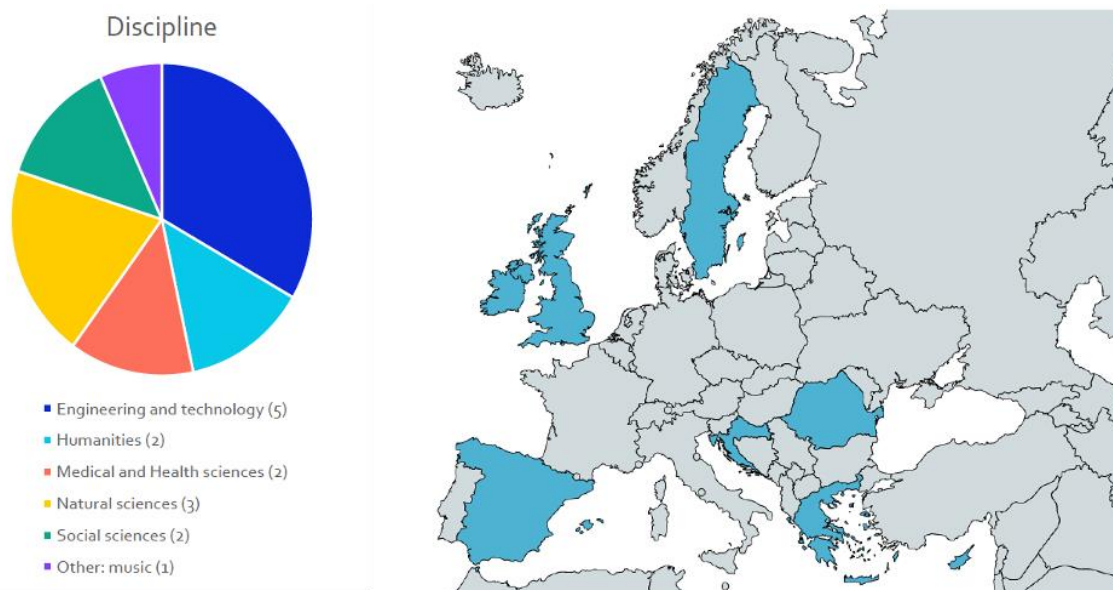 Discipline
Engineering and technology (5)
Humanities (2)
Medical and Health sciences (2)
Natural sciences (3)
Social sciences (2)
Other: music (1)